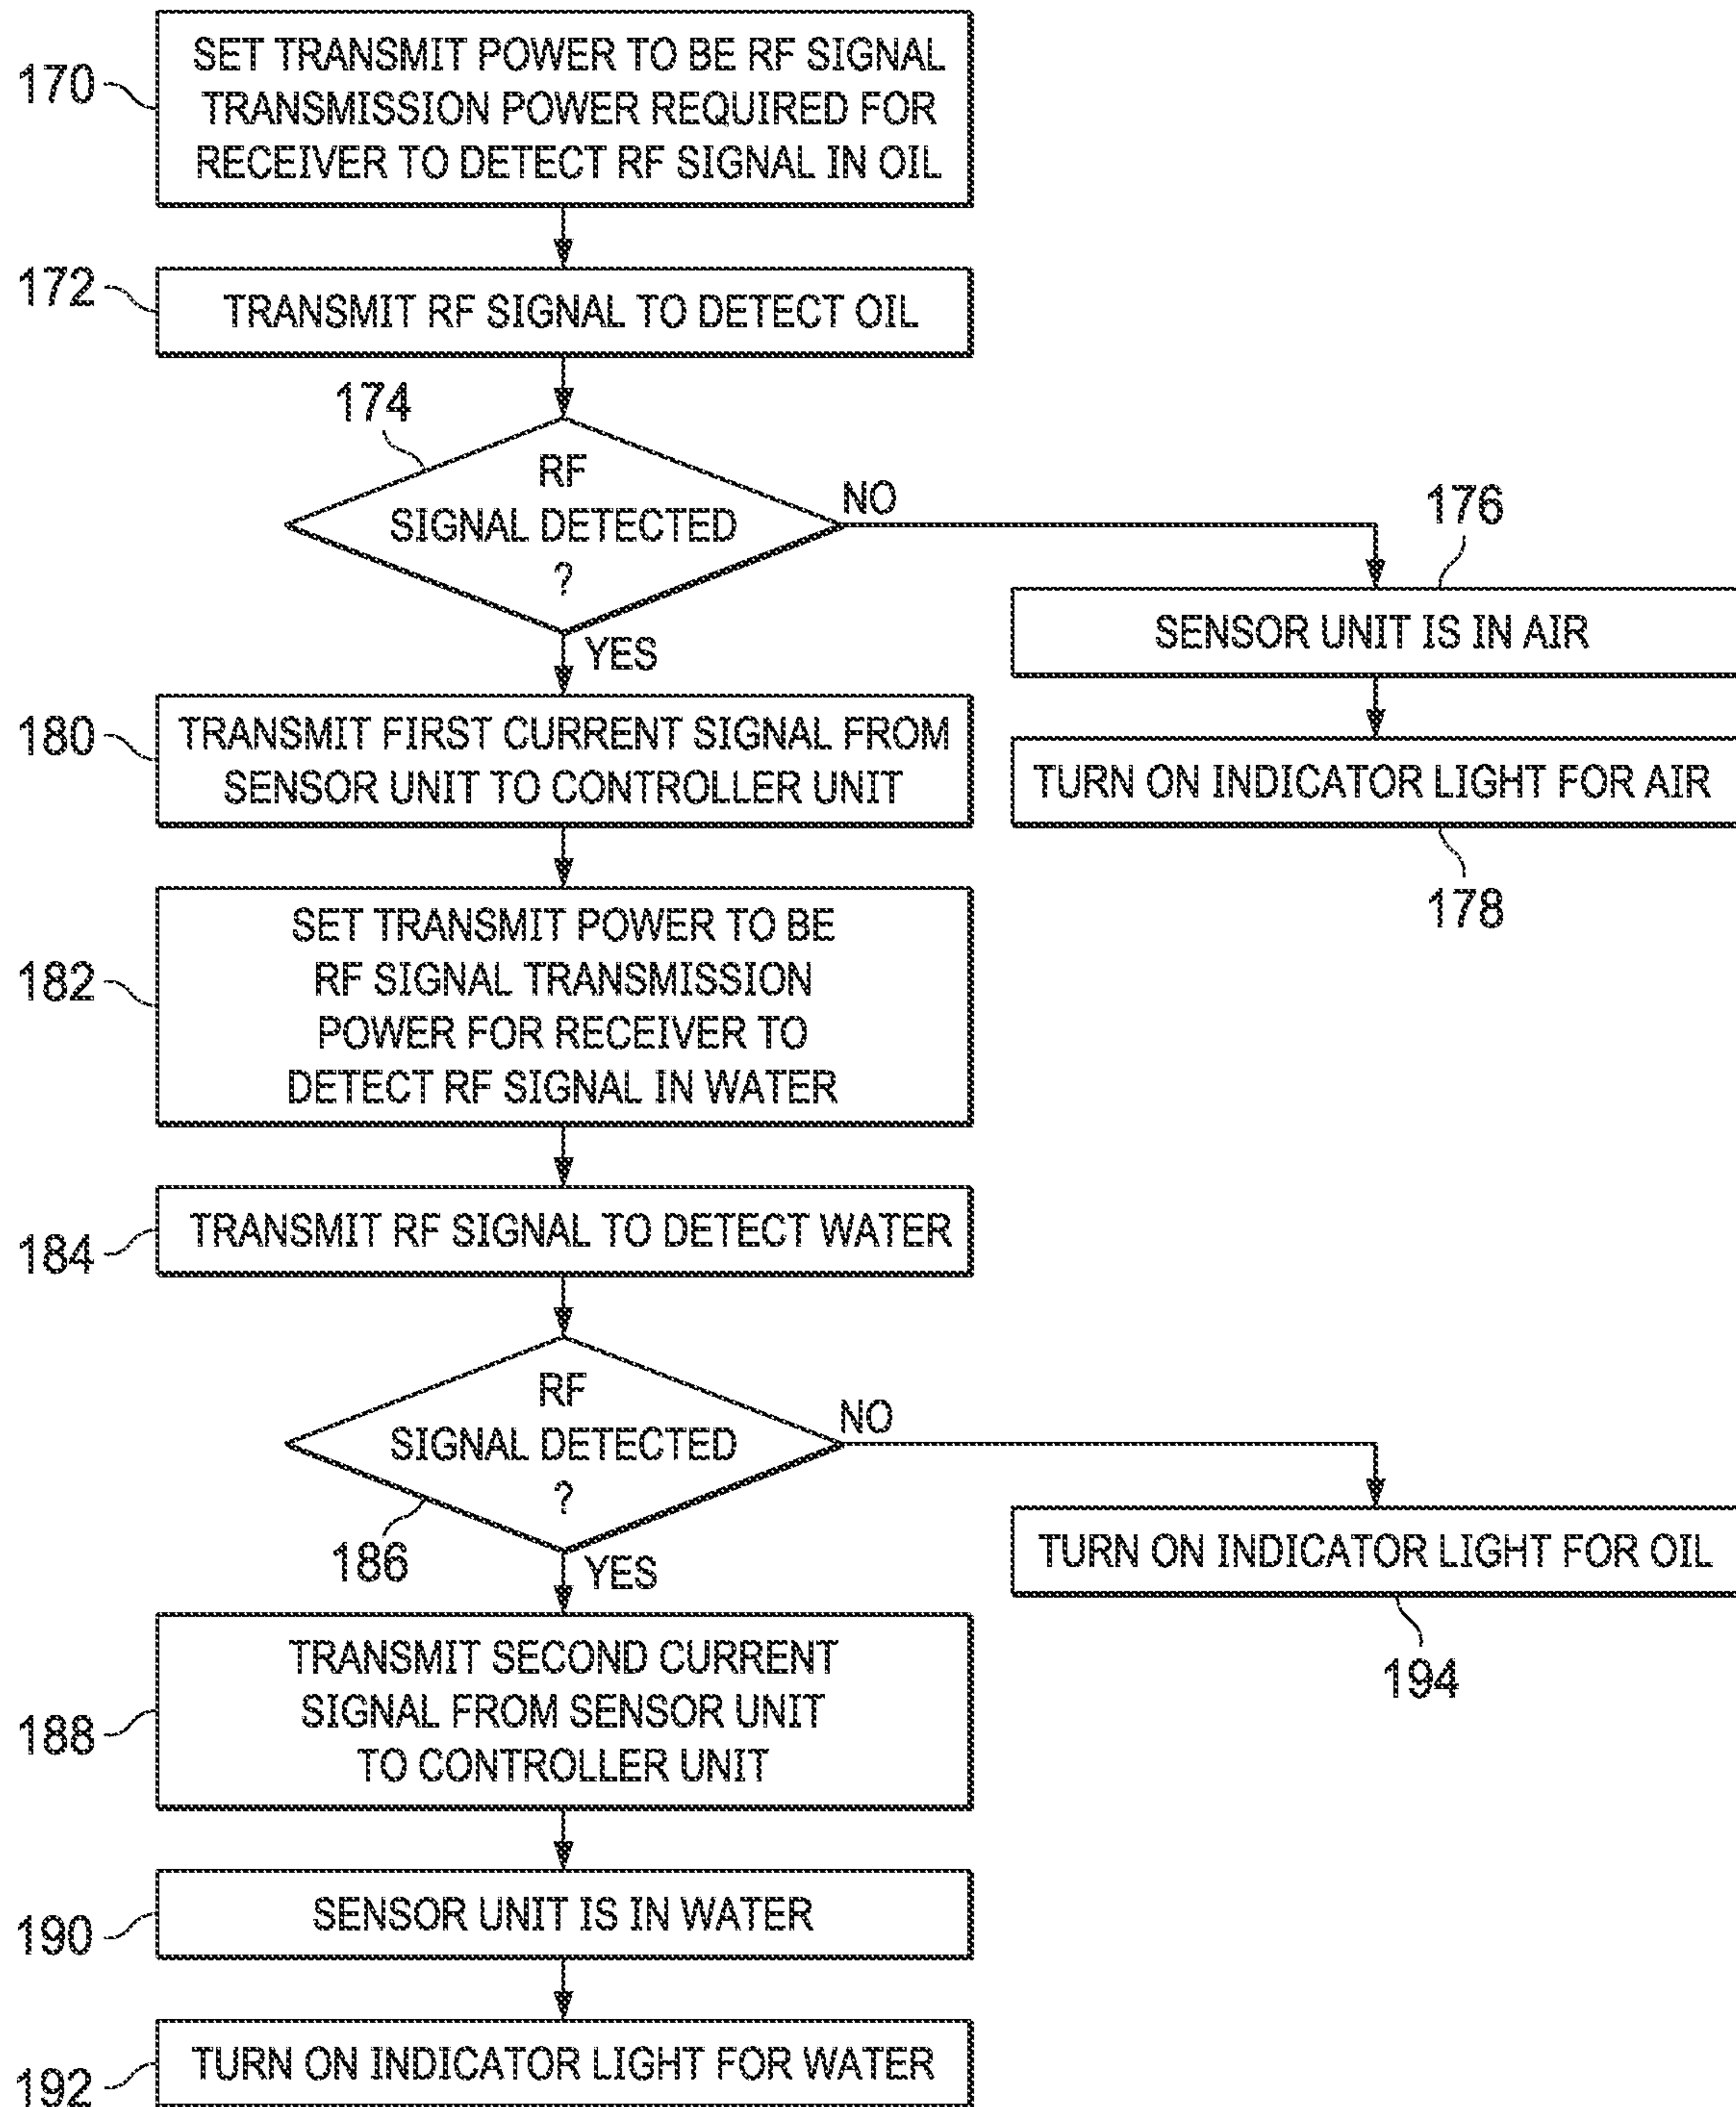 170
SET TRANSMIT POWER TO BE RF SIGNAL
TRANSMISSION POWER REQUIRED FOR
RECEIVER TO DETECT RF SIGNAL IN OIL
172
TRANSMIT RF SIGNAL TO DETECT OIL
174
RF
SIGNAL DETECTED
?
NO
YES
176
SENSOR UNIT IS IN AIR
TURN ON INDICATOR LIGHT FOR AIR
178
180
TRANSMIT FIRST CURRENT SIGNAL FROM
SENSOR UNIT TO CONTROLLER UNIT
182
SET TRANSMIT POWER TO BE
RF SIGNAL TRANSMISSION
POWER FOR RECEIVER TO
DETECT RF SIGNAL IN WATER
184
TRANSMIT RF SIGNAL TO DETECT WATER
RF
SIGNAL DETECTED
?
186
NO
YES
TURN ON INDICATOR LIGHT FOR OIL
194
188
TRANSMIT SECOND CURRENT
SIGNAL FROM SENSOR UNIT
TO CONTROLLER UNIT
190
SENSOR UNIT IS IN WATER
192
TURN ON INDICATOR LIGHT FOR WATER